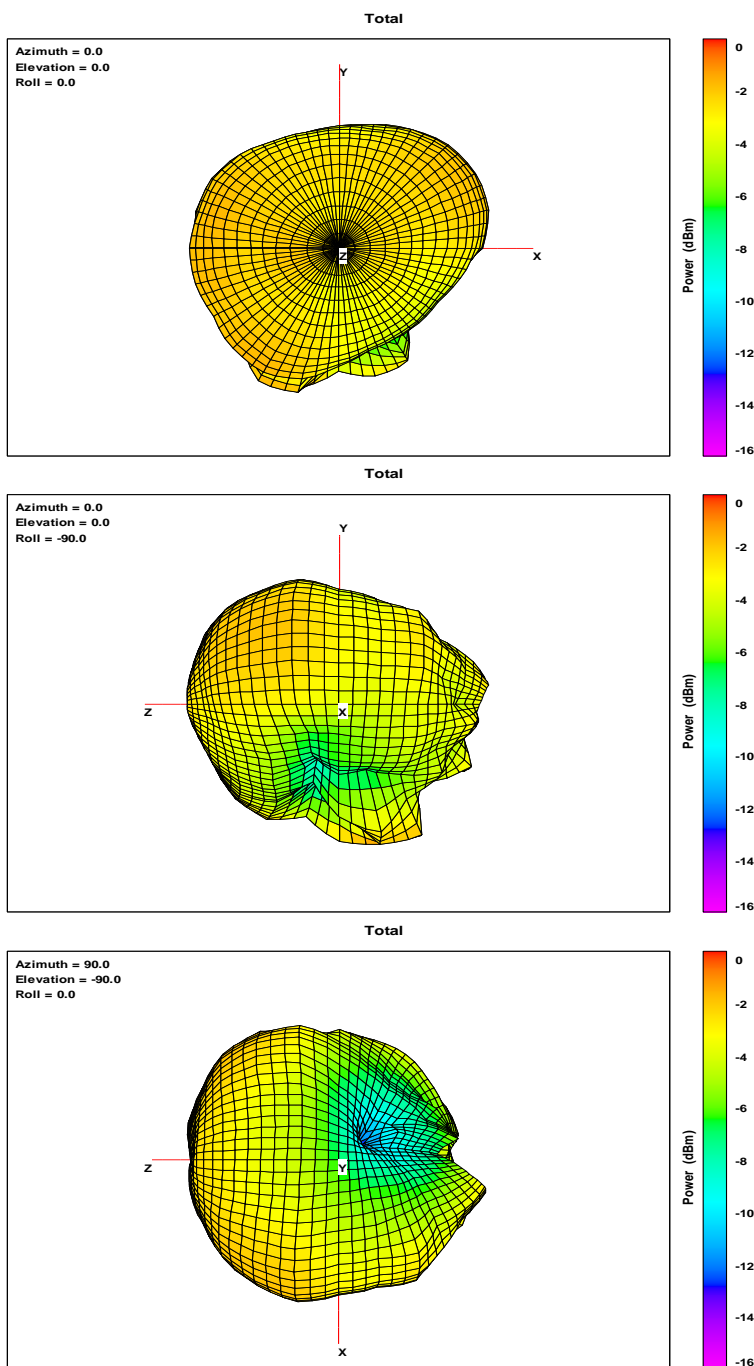 Total
Azimuth = 0.0
Elevation = 0.0
Roll = 0.0
Y
Z
X
0
-2
-4
-6
-8
-10
-12
-14
-16
Power (dBm)
Total
Azimuth = 0.0
Elevation = 0.0
Roll = -90.0
Y
Z
X
0
-2
-4
-6
-8
-10
-12
-14
-16
Power (dBm)
Total
Azimuth = 90.0
Elevation = -90.0
Roll = 0.0
Z
Y
X
0
-2
-4
-6
-8
-10
-12
-14
-16
Power (dBm)